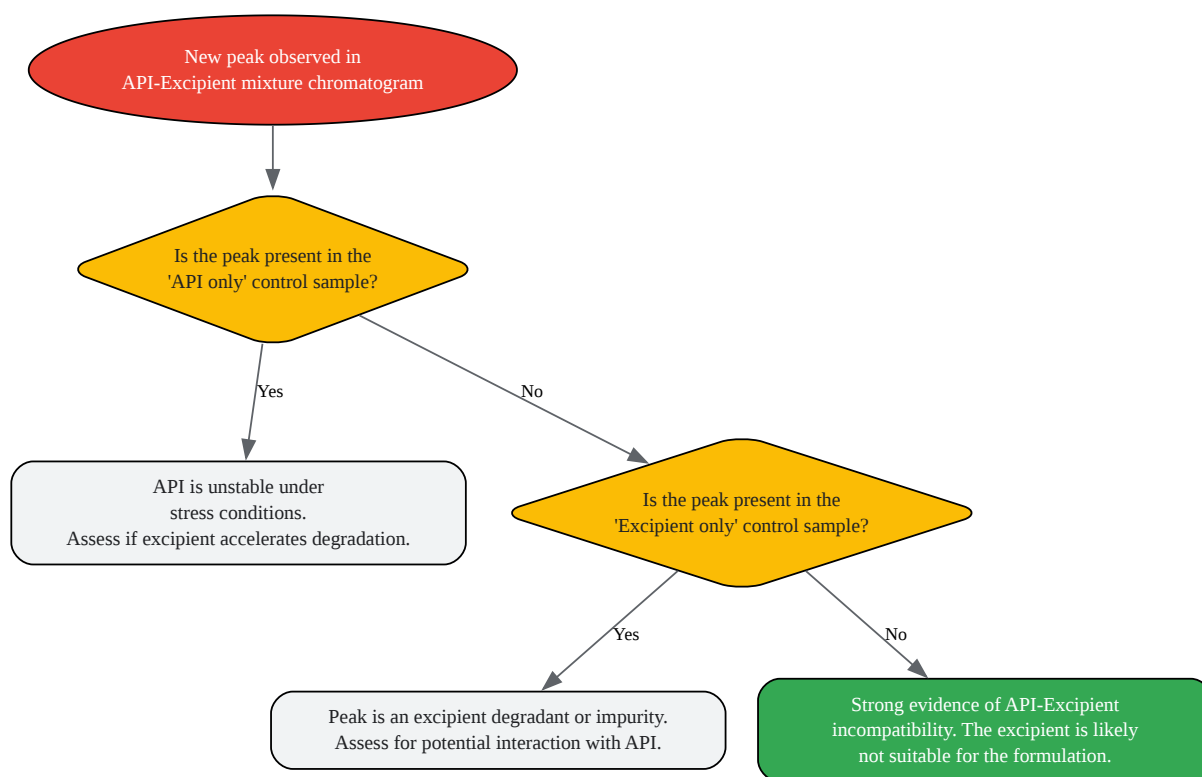 New peak observed in
API-Excipient mixture chromatogram
Is the peak present in the
'API only' control sample?
Yes
No
API is unstable under
stress conditions.
Assess if excipient accelerates degradation.
Is the peak present in the
'Excipient only' control sample?
Yes
No
Peak is an excipient degradant or impurity.
Assess for potential interaction with API.
Strong evidence of API-Excipient
incompatibility. The excipient is likely
not suitable for the formulation.